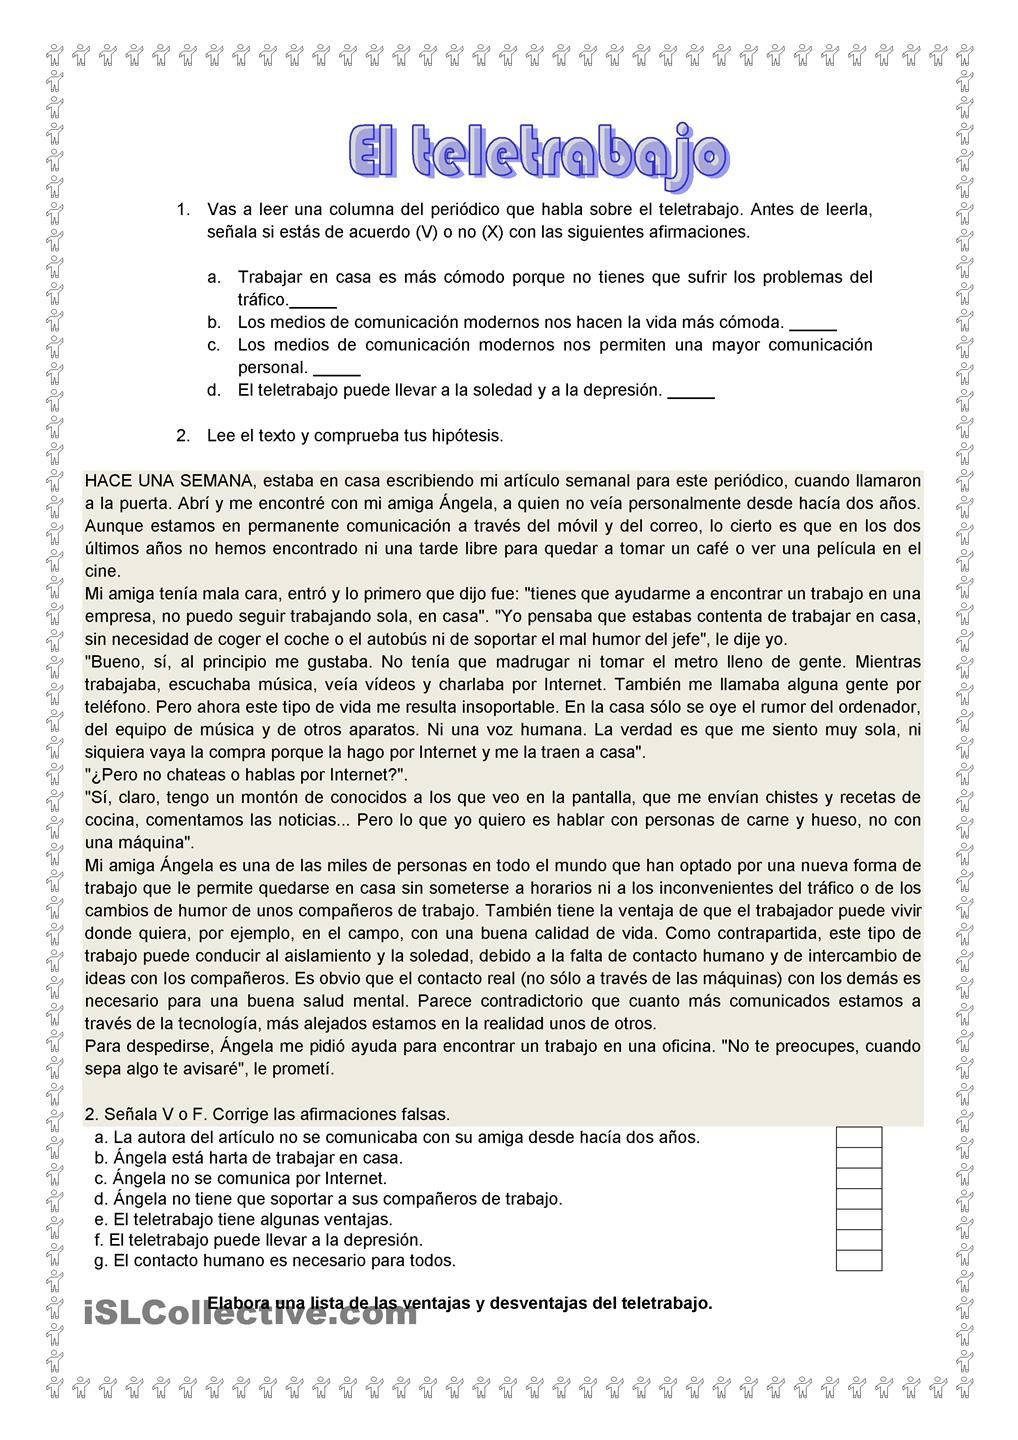 El teletrabajo
1. Vas a leer una columna del periódico que habla sobre el teletrabajo. Antes de leerla,
señala si estás de acuerdo (V) o no (X) con las siguientes afirmaciones.
a. Trabajar en casa es más cómodo porque no tienes que sufrir los problemas del
tráfico._____
b. Los medios de comunicación modernos nos hacen la vida más cómoda. _____
c. Los medios de comunicación modernos nos permiten una mayor comunicación
personal. _____
d. El teletrabajo puede llevar a la soledad y a la depresión. _____
2. Lee el texto y comprueba tus hipótesis.
HACE UNA SEMANA, estaba en casa escribiendo mi artículo semanal para este periódico, cuando llamaron
a la puerta. Abrí y me encontré con mi amiga Ángela, a quien no veía personalmente desde hacía dos años.
Aunque estamos en permanente comunicación a través del móvil y del correo, lo cierto es que en los dos
últimos años no hemos encontrado ni una tarde libre para quedar a tomar un café o ver una película en el
cine.
Mi amiga tenía mala cara, entró y lo primero que dijo fue: "tienes que ayudarme a encontrar un trabajo en una
empresa, no puedo seguir trabajando sola, en casa". "Yo pensaba que estabas contenta de trabajar en casa,
sin necesidad de coger el coche o el autobús ni de soportar el mal humor del jefe", le dije yo.
"Bueno, sí, al principio me gustaba. No tenía que madrugar ni tomar el metro lleno de gente. Mientras
trabajaba, escuchaba música, veía vídeos y charlaba por Internet. También me llamaba alguna gente por
teléfono. Pero ahora este tipo de vida me resulta insoportable. En la casa sólo se oye el rumor del ordenador,
del equipo de música y de otros aparatos. Ni una voz humana. La verdad es que me siento muy sola, ni
siquiera vaya la compra porque la hago por Internet y me la traen a casa".
"¿Pero no chateas o hablas por Internet?".
"Sí, claro, tengo un montón de conocidos a los que veo en la pantalla, que me envían chistes y recetas de
cocina, comentamos las noticias... Pero lo que yo quiero es hablar con personas de carne y hueso, no con
una máquina".
Mi amiga Ángela es una de las miles de personas en todo el mundo que han optado por una nueva forma de
trabajo que le permite quedarse en casa sin someterse a horarios ni a los inconvenientes del tráfico o de los
cambios de humor de unos compañeros de trabajo. También tiene la ventaja de que el trabajador puede vivir
donde quiera, por ejemplo, en el campo, con una buena calidad de vida. Como contrapartida, este tipo de
trabajo puede conducir al aislamiento y la soledad, debido a la falta de contacto humano y de intercambio de
ideas con los compañeros. Es obvio que el contacto real (no sólo a través de las máquinas) con los demás es
necesario para una buena salud mental. Parece contradictorio que cuanto más comunicados estamos a
través de la tecnología, más alejados estamos en la realidad unos de otros.
Para despedirse, Ángela me pidió ayuda para encontrar un trabajo en una oficina. "No te preocupes, cuando
sepa algo te avisaré", le prometí.
2. Señala V o F. Corrige las afirmaciones falsas.
a. La autora del artículo no se comunicaba con su amiga desde hacía dos años.
b. Ángela está harta de trabajar en casa.
c. Ángela no se comunica por Internet.
d. Ángela no tiene que soportar a sus compañeros de trabajo.
e. El teletrabajo tiene algunas ventajas.
f. El teletrabajo puede llevar a la depresión.
g. El contacto humano es necesario para todos.
Elabora una lista de las ventajas y desventajas del teletrabajo.
iSLCollective.com